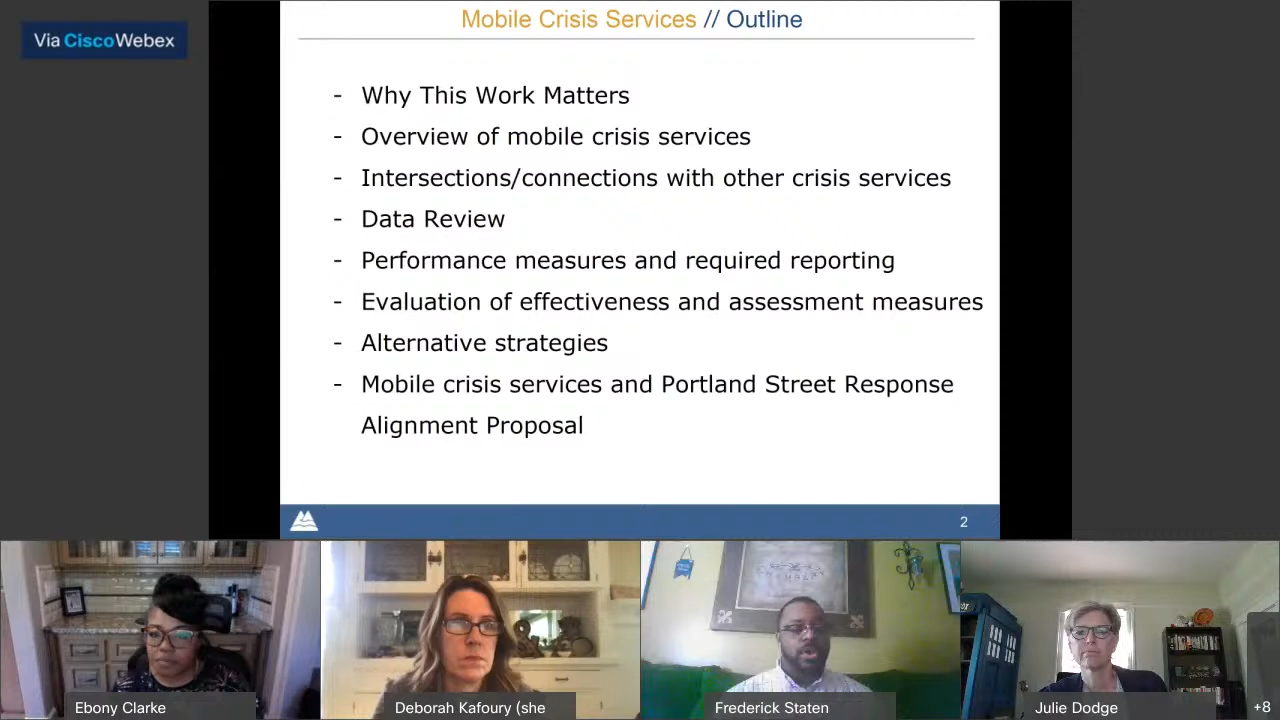 Via Cisco Webex
Mobile Crisis Services // Outline
- Why This Work Matters
- Overview of mobile crisis services
- Intersections/connections with other crisis services
- Data Review
- Performance measures and required reporting
- Evaluation of effectiveness and assessment measures
- Alternative strategies
- Mobile crisis services and Portland Street Response
Alignment Proposal
2
Ebony Clarke
Deborah Kafoury (she
Frederick Staten
Julie Dodge
+8